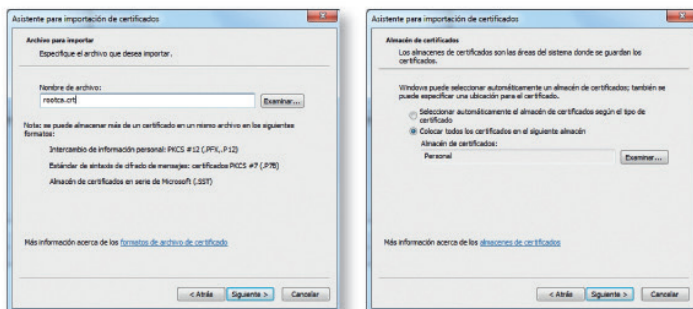 Asistente para importación de certificados
Archivo para importar
Especifique el archivo que desea importar.
Nombre de archivo:
rootca.crt
Examinar...
Nota: se puede almacenar más de un certificado en un mismo archivo en los siguientes
formatos:
Intercambio de información personal: PKCS #12 (.PFX,.P12)
Estándar de sintaxis de cifrado de mensajes: certificados PKCS #7 (.P7B)
Almacén de certificados en serie de Microsoft (.SST)
Más información acerca de los formatos de archivo de certificado
< Atrás
Siguiente >
Cancelar
Asistente para importación de certificados
Almacén de certificados
Los almacenes de certificados son las áreas del sistema donde se guardan los
certificados.
Windows puede seleccionar automáticamente un almacén de certificados; también se
puede especificar una ubicación para el certificado.
Seleccionar automáticamente el almacén de certificados según el tipo de
certificado
Colocar todos los certificados en el siguiente almacén
Almacén de certificados:
Personal
Examinar...
Más información acerca de los almacenes de certificados
< Atrás
Siguiente >
Cancelar